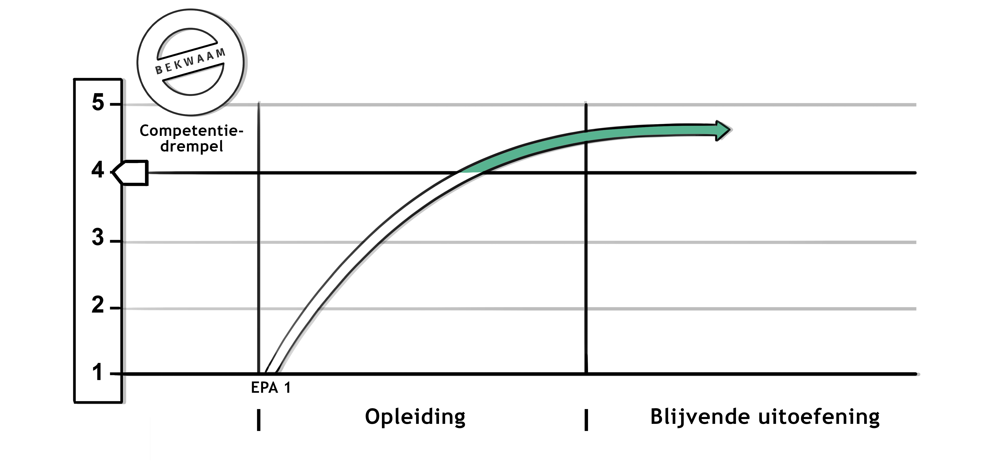 BEKWAAM
5
Competentie-
drempel
4
3
2
1
EPA 1
Opleiding
Blijvende uitoefening